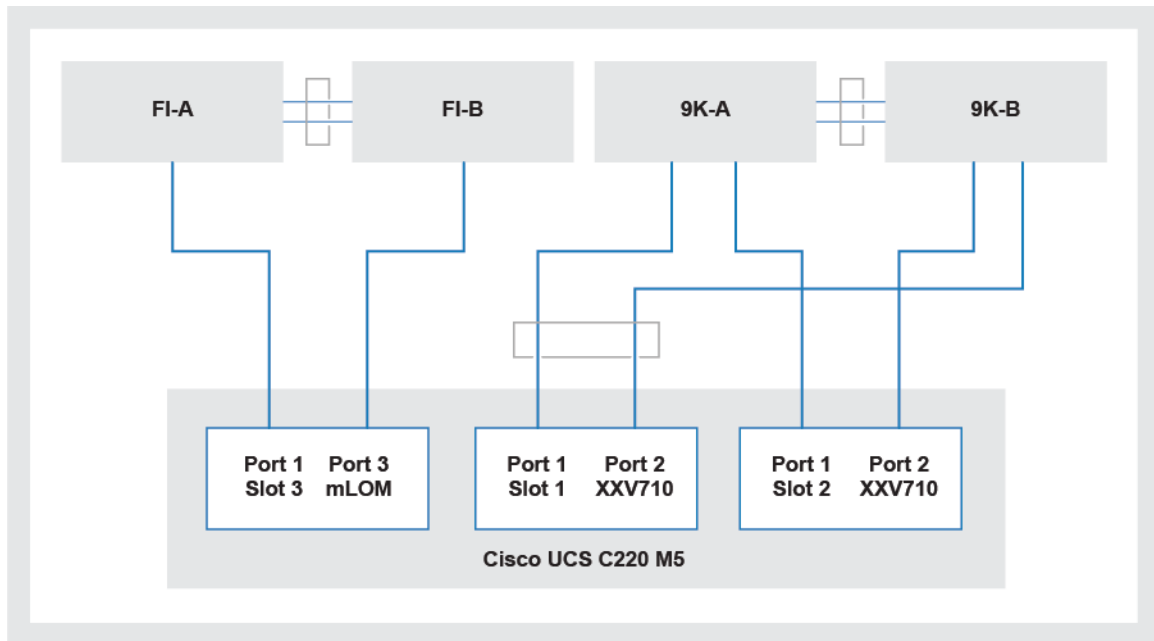 FI-A
FI-B
9K-A
9K-B
Port 1 Port 3
Slot 3 mLOM
Port 1 Port 2
Slot 1 XXV710
Port 1 Port 2
Slot 2 XXV710
Cisco UCS C220 M5